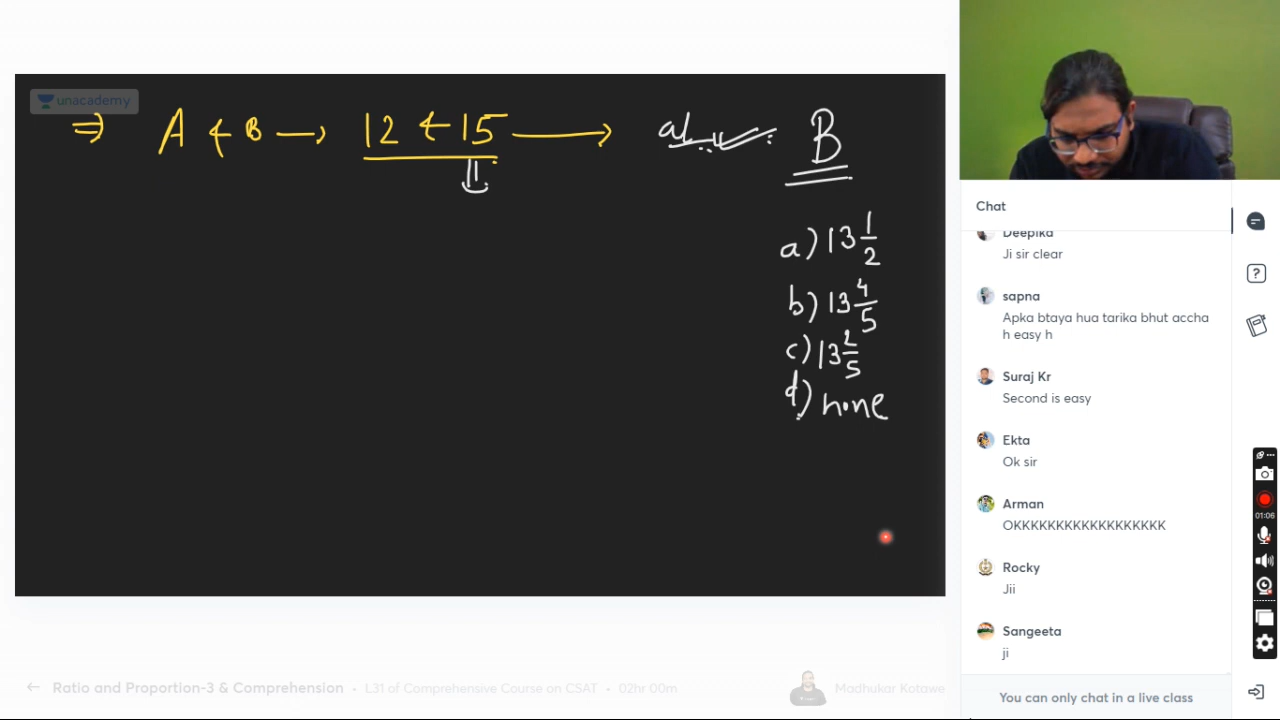 unacademy
⇒ A & B → 12 & 15 → B
a) 13 1/2
b) 13 4/5
c) 13 2/5
d) none
Chat
Deepika
Ji sir clear
sapna
Apka btaya hua tarika bhut accha
h easy h
Suraj Kr
Second is easy
Ekta
Ok sir
Arman
OKKKKKKKKKKKKKKKKKK
Rocky
Jii
Sangeeta
ji
You can only chat in a live class
01:06
← Ratio and Proportion-3 & Comprehension • L31 of Comprehensive Course on CSAT • 02hr 00m
Madhukar Kotawe